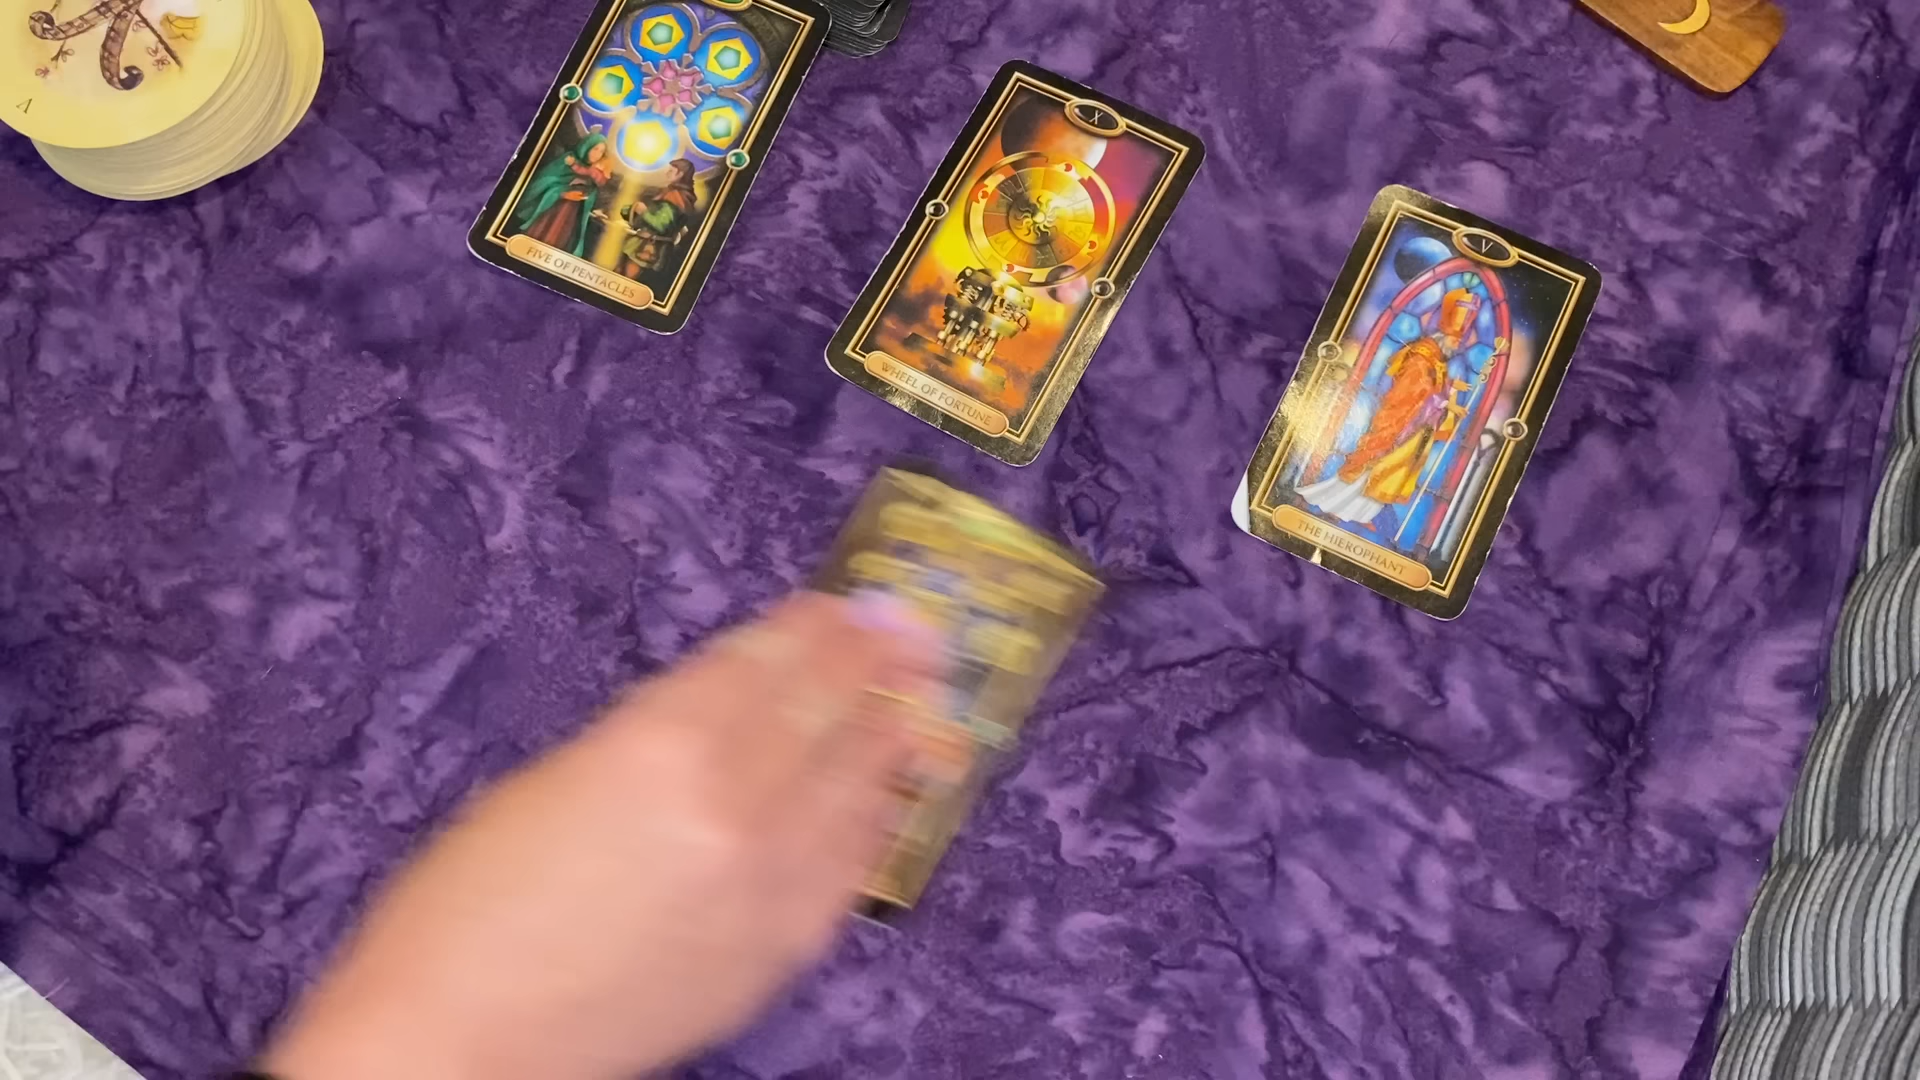 FIVE OF PENTACLES
X
WHEEL OF FORTUNE
V
THE HIEROPHANT
V